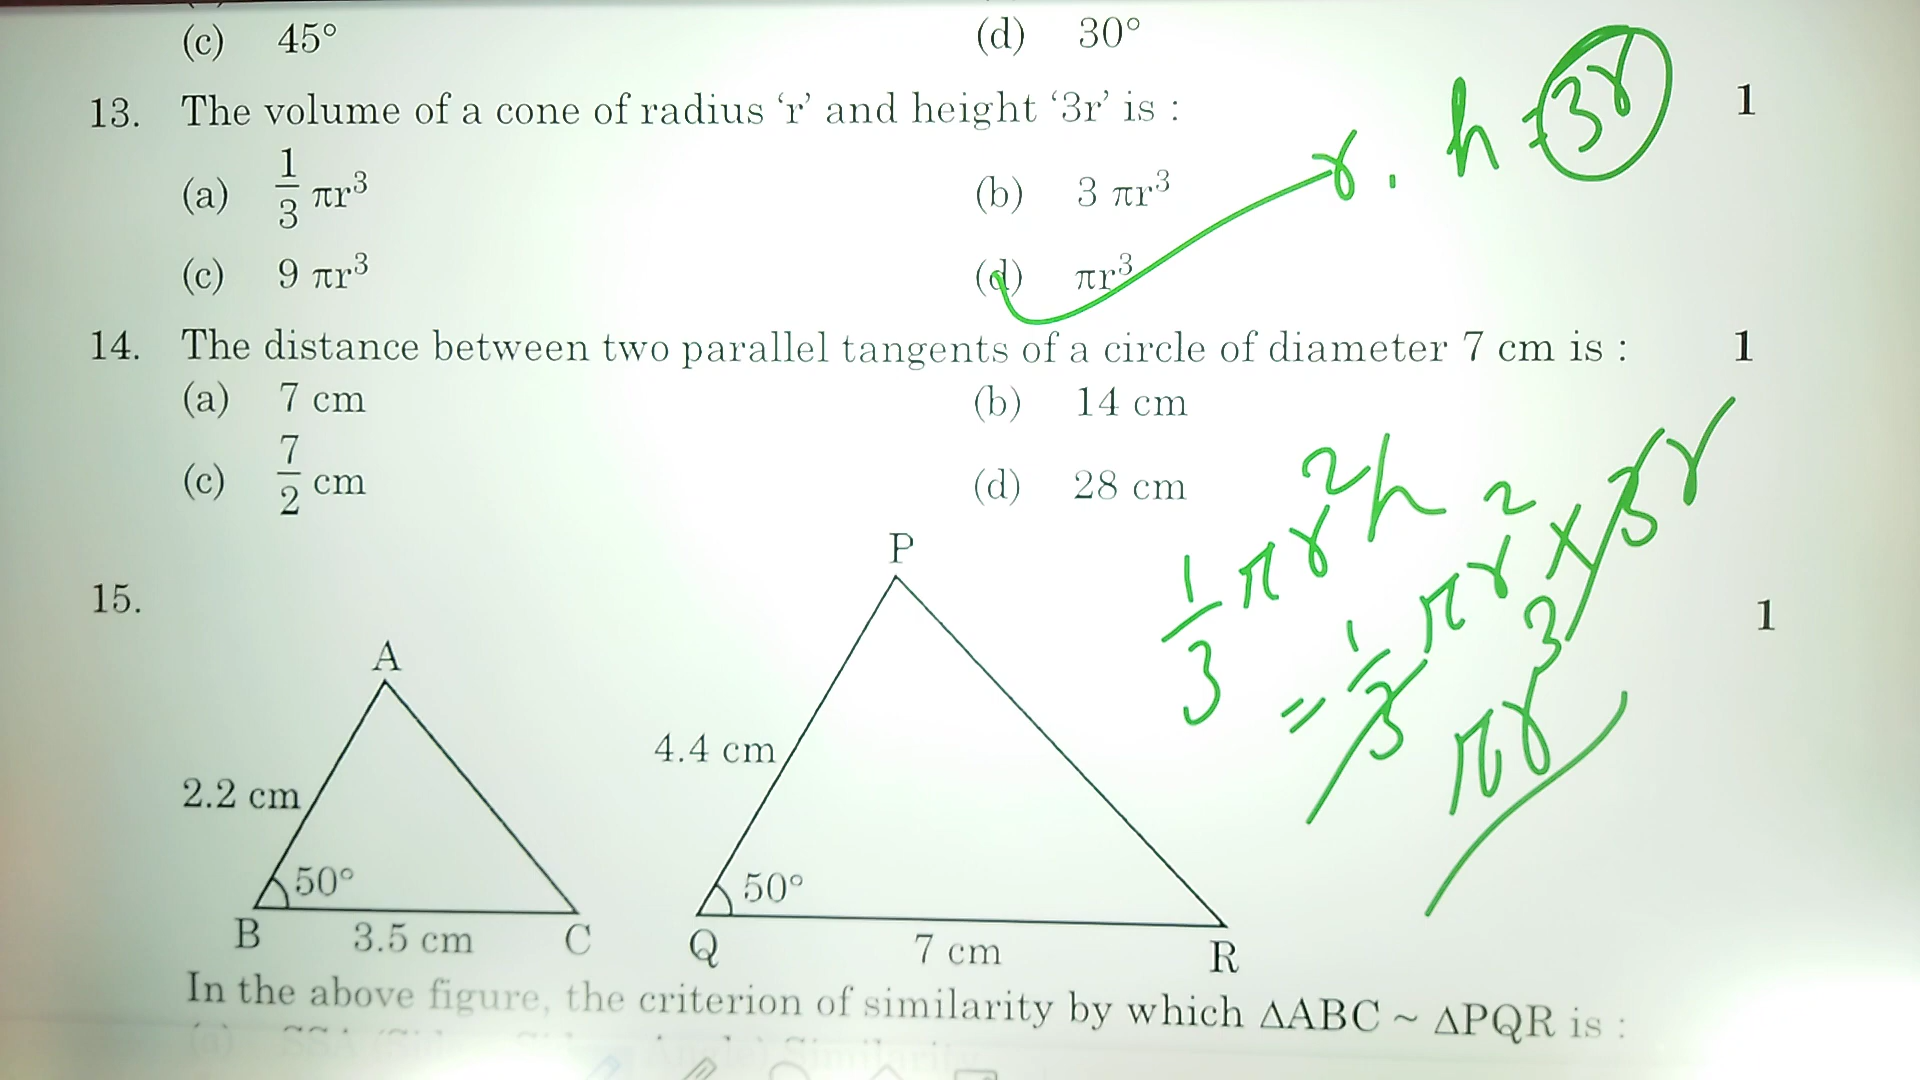 (c) 45° (d) 30°
13. The volume of a cone of radius ‘r’ and height ‘3r’ is : 1
(a) 1/3 πr³ (b) 3 πr³
(c) 9 πr³ (d) πr³
r. h = 3r
14. The distance between two parallel tangents of a circle of diameter 7 cm is : 1
(a) 7 cm (b) 14 cm
(c) 7/2 cm (d) 28 cm
1/3 πr²h
= 1/3 πr² × 3r
πr³
15. 1
A
2.2 cm
50°
B 3.5 cm C
P
4.4 cm
50°
Q 7 cm R
In the above figure, the criterion of similarity by which ΔABC ~ ΔPQR is :
(a) SSA Similarity